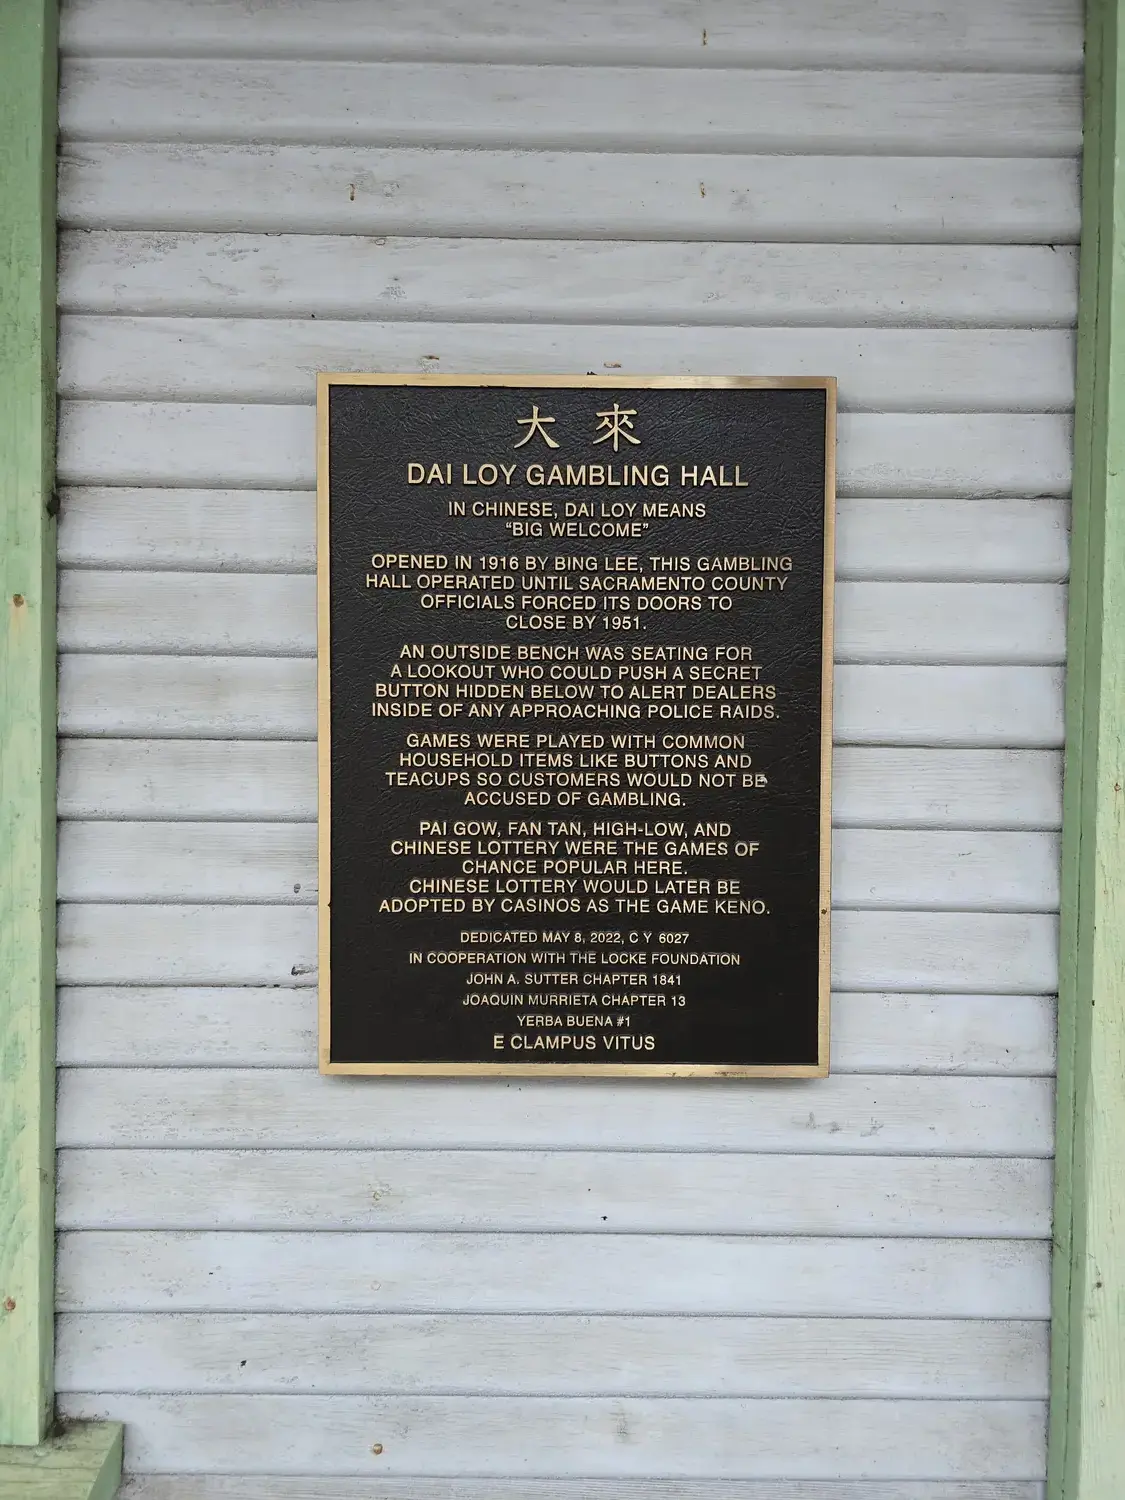 大來
DAI LOY GAMBLING HALL
IN CHINESE, DAI LOY MEANS
“BIG WELCOME”
OPENED IN 1916 BY BING LEE, THIS GAMBLING
HALL OPERATED UNTIL SACRAMENTO COUNTY
OFFICIALS FORCED ITS DOORS TO
CLOSE BY 1951.
AN OUTSIDE BENCH WAS SEATING FOR
A LOOKOUT WHO COULD PUSH A SECRET
BUTTON HIDDEN BELOW TO ALERT DEALERS
INSIDE OF ANY APPROACHING POLICE RAIDS.
GAMES WERE PLAYED WITH COMMON
HOUSEHOLD ITEMS LIKE BUTTONS AND
TEACUPS SO CUSTOMERS WOULD NOT BE
ACCUSED OF GAMBLING.
PAI GOW, FAN TAN, HIGH-LOW, AND
CHINESE LOTTERY WERE THE GAMES OF
CHANCE POPULAR HERE.
CHINESE LOTTERY WOULD LATER BE
ADOPTED BY CASINOS AS THE GAME KENO.
DEDICATED MAY 8, 2022, C Y 6027
IN COOPERATION WITH THE LOCKE FOUNDATION
JOHN A. SUTTER CHAPTER 1841
JOAQUIN MURRIETA CHAPTER 13
YERBA BUENA #1
E CLAMPUS VITUS